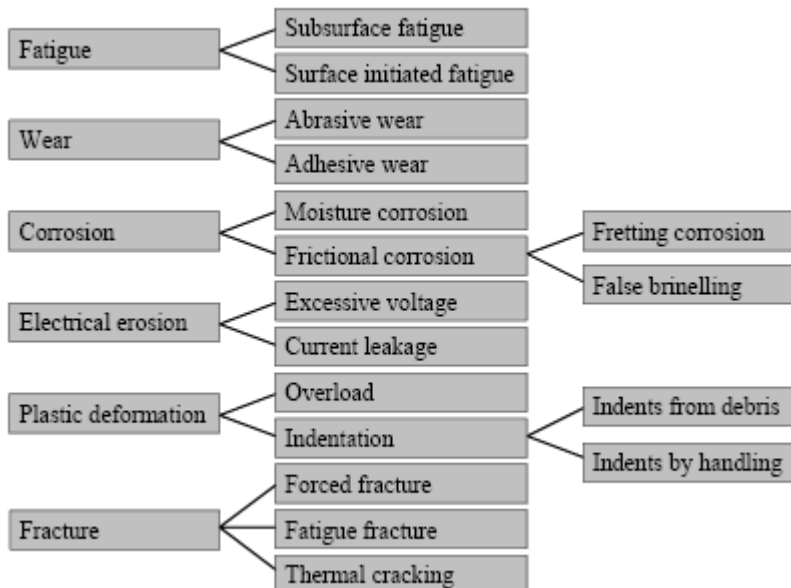 Fatigue
Subsurface fatigue
Surface initiated fatigue
Wear
Abrasive wear
Adhesive wear
Corrosion
Moisture corrosion
Frictional corrosion
Fretting corrosion
False brinelling
Electrical erosion
Excessive voltage
Current leakage
Plastic deformation
Overload
Indentation
Indents from debris
Indents by handling
Fracture
Forced fracture
Fatigue fracture
Thermal cracking